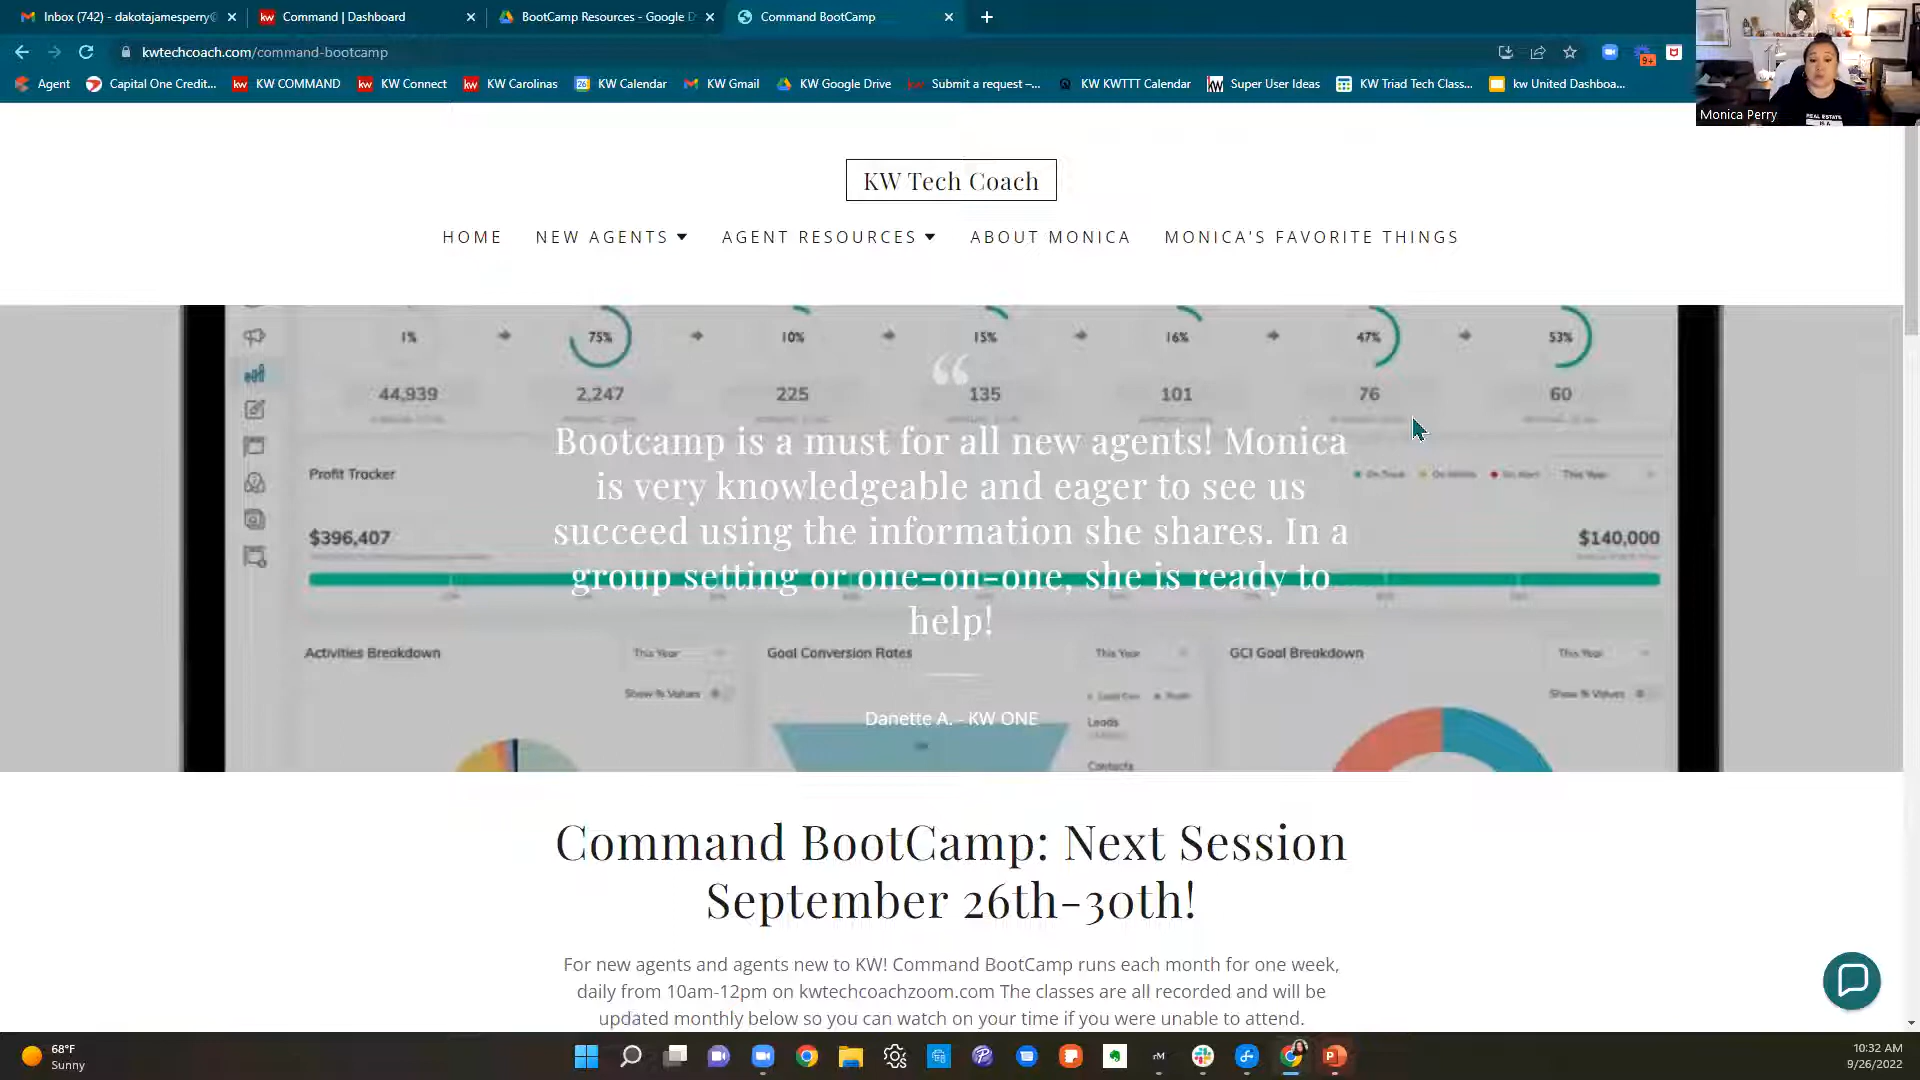 Inbox (742) - dakotajamesperry@
Command | Dashboard
BootCamp Resources - Google D
Command BootCamp
kwtechcoach.com/command-bootcamp
9+
Agent
Capital One Credit...
KW COMMAND
KW Connect
KW Carolinas
KW Calendar
KW Gmail
KW Google Drive
Submit a request –...
KW KWTTT Calendar
Super User Ideas
KW Triad Tech Class...
kw United Dashboa...
Monica Perry
REAL ESTATE
IS A
KW Tech Coach
HOME
NEW AGENTS
AGENT RESOURCES
ABOUT MONICA
MONICA'S FAVORITE THINGS
1%
75%
10%
15%
16%
47%
53%
44,939
2,247
225
135
101
76
60
“
Bootcamp is a must for all new agents! Monica
is very knowledgeable and eager to see us
succeed using the information she shares. In a
group setting or one-on-one, she is ready to
help!
Profit Tracker
This Year
$396,407
$140,000
Activities Breakdown
This Year
Show % Values
Goal Conversion Rates
This Year
GCI Goal Breakdown
This Year
Show % Values
Leads
Contacts
Danette A. - KW ONE
Command BootCamp: Next Session
September 26th-30th!
For new agents and agents new to KW! Command BootCamp runs each month for one week,
daily from 10am-12pm on kwtechcoachzoom.com The classes are all recorded and will be
updated monthly below so you can watch on your time if you were unable to attend.
68°F
Sunny
10:32 AM
9/26/2022